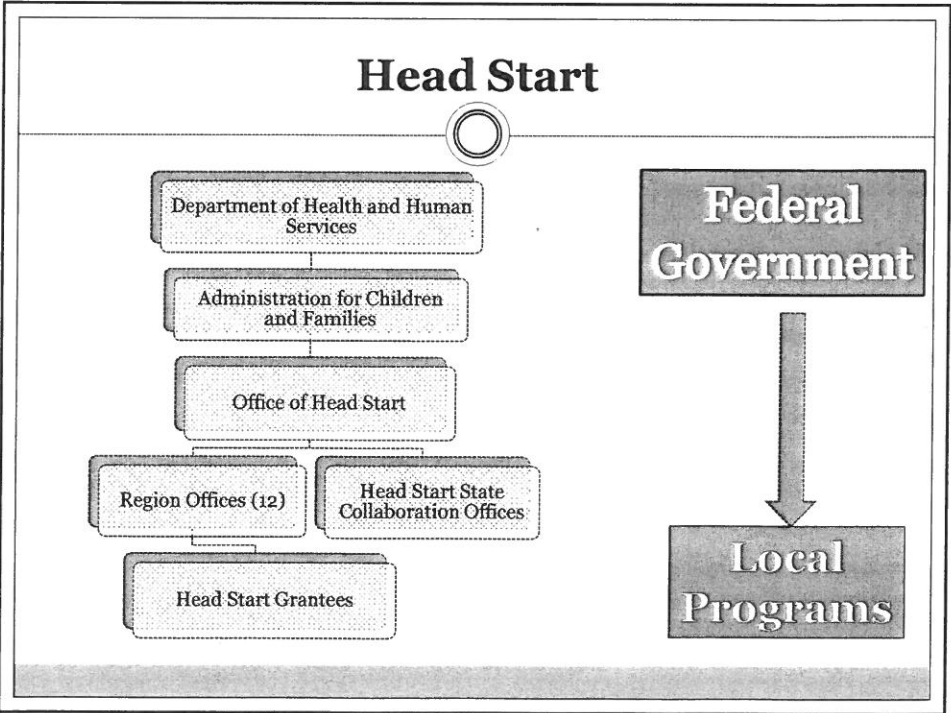 Head Start
Department of Health and Human
Services
Administration for Children
and Families
Office of Head Start
Region Offices (12)
Head Start State
Collaboration Offices
Head Start Grantees
Federal
Government
Local
Programs